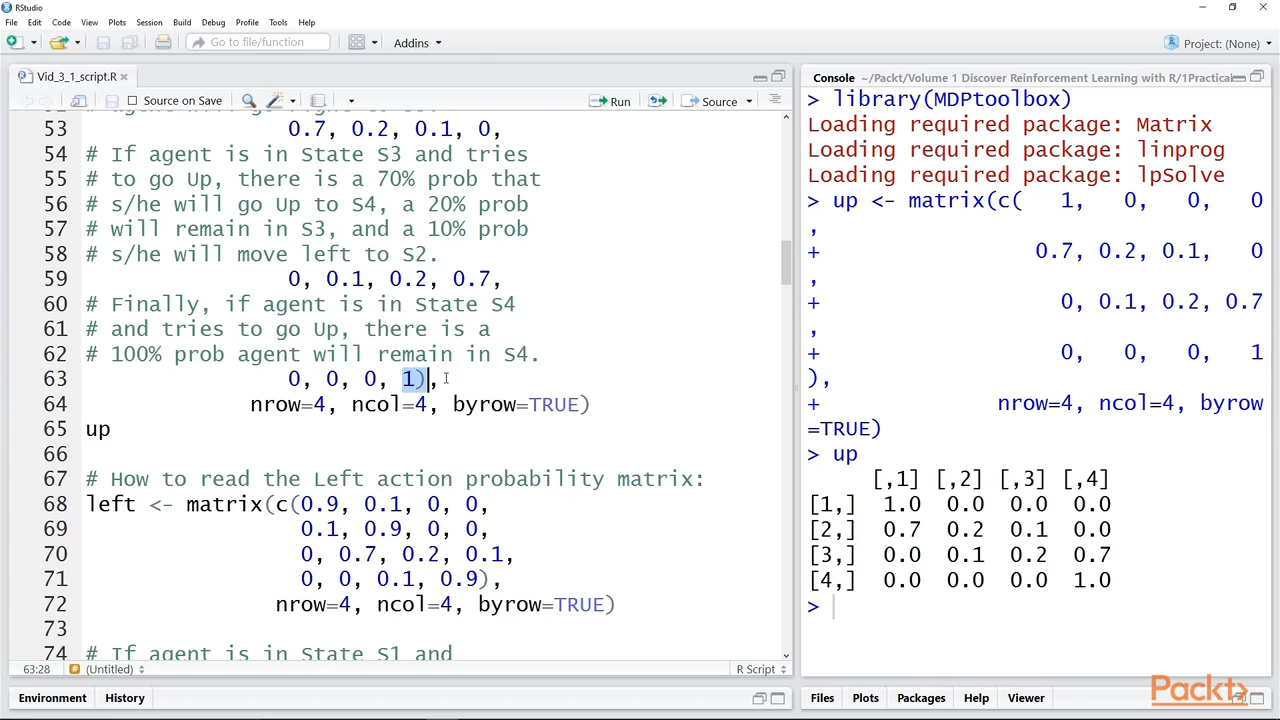 RStudio
File Edit Code View Plots Session Build Debug Profile Tools Help
Go to file/function Addins Project: (None)
Vid_3_1_script.R
Source on Save Run Source
53 0.7, 0.2, 0.1, 0,
54 # If agent is in State S3 and tries
55 # to go Up, there is a 70% prob that
56 # s/he will go Up to S4, a 20% prob
57 # will remain in S3, and a 10% prob
58 # s/he will move left to S2.
59 0, 0.1, 0.2, 0.7,
60 # Finally, if agent is in State S4
61 # and tries to go Up, there is a
62 # 100% prob agent will remain in S4.
63 0, 0, 0, 1),
64 nrow=4, ncol=4, byrow=TRUE)
65 up
66
67 # How to read the Left action probability matrix:
68 left <- matrix(c(0.9, 0.1, 0, 0,
69 0.1, 0.9, 0, 0,
70 0, 0.7, 0.2, 0.1,
71 0, 0, 0.1, 0.9),
72 nrow=4, ncol=4, byrow=TRUE)
73
74 # If agent is in State S1 and
63:28 (Untitled) R Script
Environment History
Console ~/Packt/Volume 1 Discover Reinforcement Learning with R/1Practical
> library(MDPtoolbox)
Loading required package: Matrix
Loading required package: linprog
Loading required package: lpSolve
> up <- matrix(c( 1, 0, 0, 0
,
+ 0.7, 0.2, 0.1, 0
,
+ 0, 0.1, 0.2, 0.7
,
+ 0, 0, 0, 1
),
+ nrow=4, ncol=4, byrow
=TRUE)
> up
[,1] [,2] [,3] [,4]
[1,] 1.0 0.0 0.0 0.0
[2,] 0.7 0.2 0.1 0.0
[3,] 0.0 0.1 0.2 0.7
[4,] 0.0 0.0 0.0 1.0
>
Packt
Files Plots Packages Help Viewer